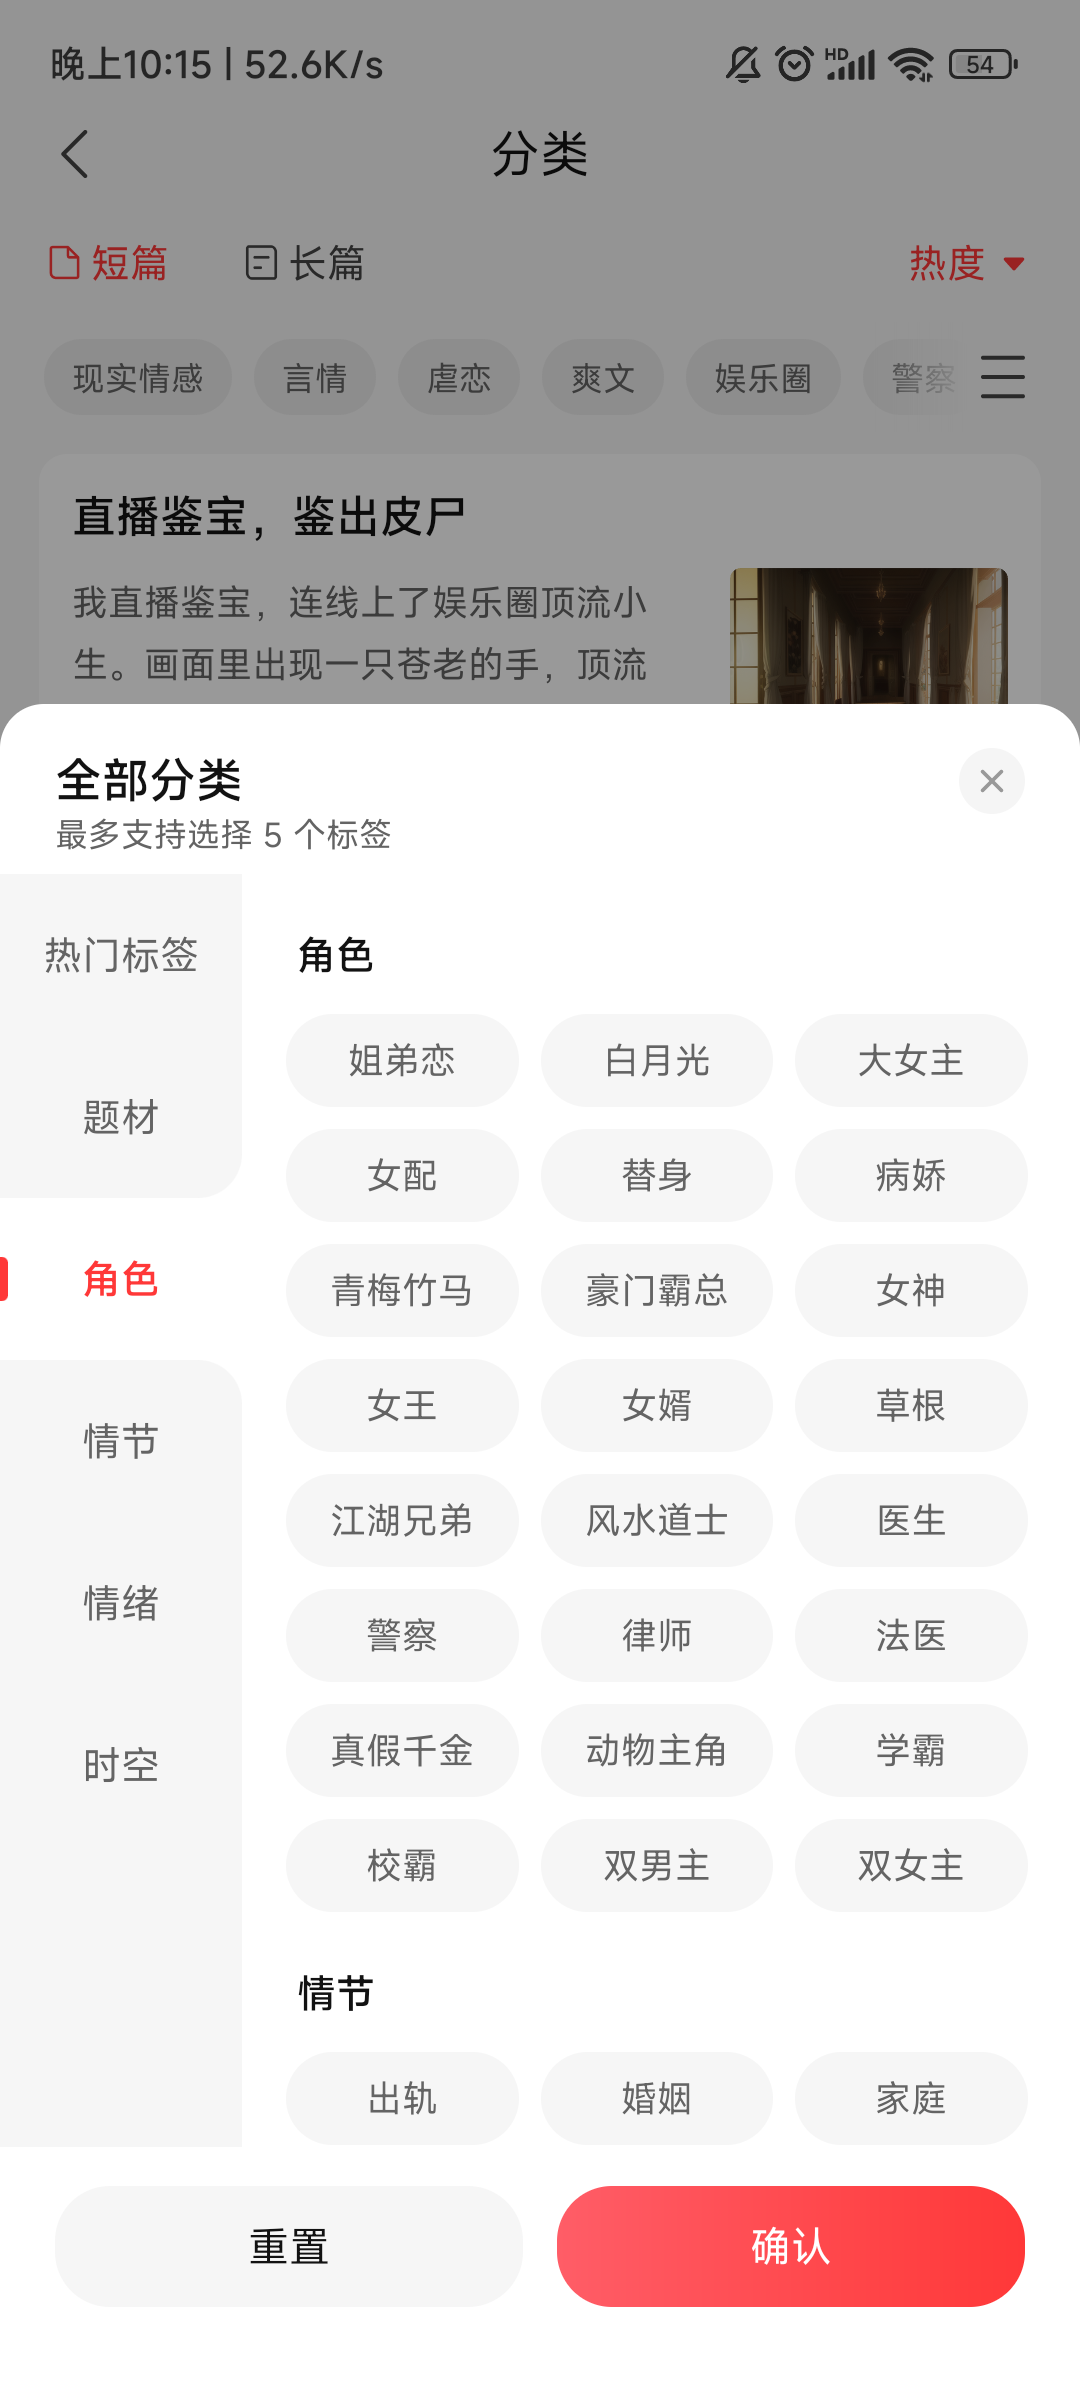 晚上10:15 | 52.6K/s HD 54
分类
短篇 长篇 热度
现实情感 言情 虐恋 爽文 娱乐圈 警察
直播鉴宝，鉴出皮尸
我直播鉴宝，连线上了娱乐圈顶流小
生。画面里出现一只苍老的手，顶流
全部分类
最多支持选择 5 个标签
热门标签
题材
角色
情节
情绪
时空
角色
姐弟恋 白月光 大女主
女配 替身 病娇
青梅竹马 豪门霸总 女神
女王 女婿 草根
江湖兄弟 风水道士 医生
警察 律师 法医
真假千金 动物主角 学霸
校霸 双男主 双女主
情节
出轨 婚姻 家庭
重置 确认